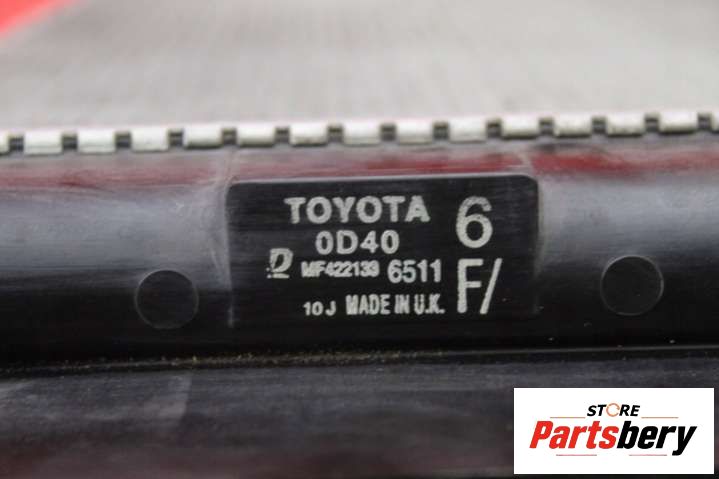 TOYOTA 6
0D40
MF422133 6511 F/
10J MADE IN U.K.
STORE
Partsbery